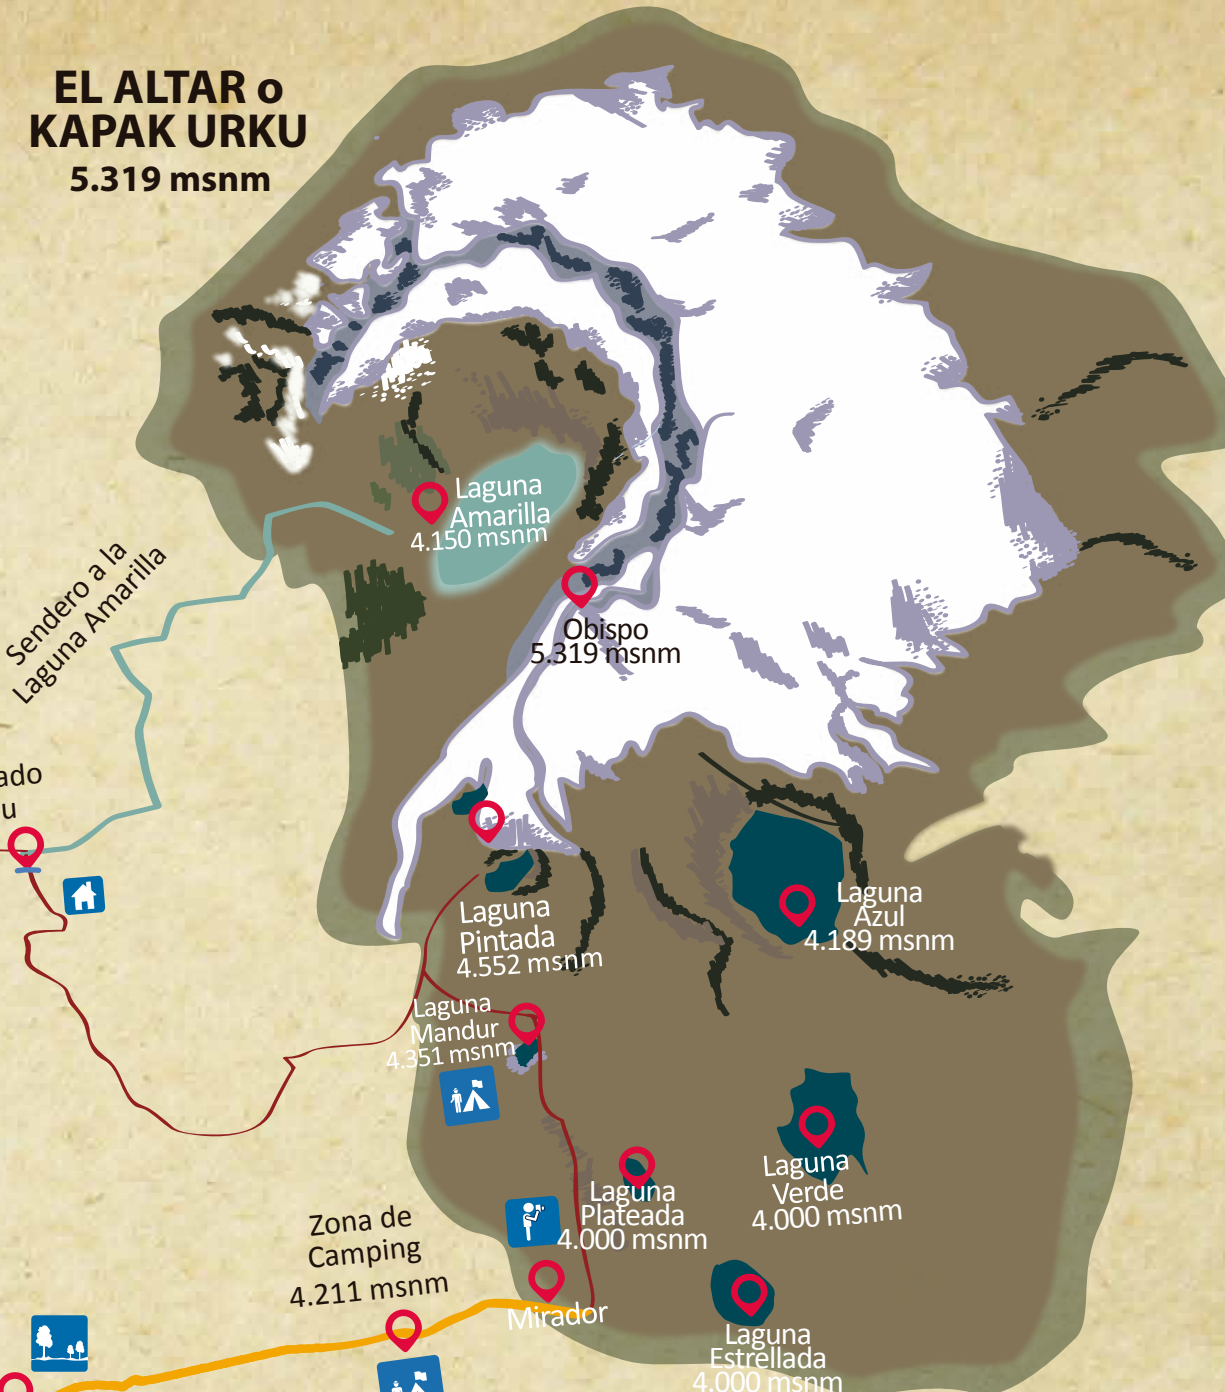 EL ALTAR o
KAPAK URKU
5.319 msnm
Laguna
Amarilla
4.150 msnm
Sendero a la
Laguna Amarilla
Obispo
5.319 msnm
Laguna
Azul
4.189 msnm
Laguna
Pintada
4.552 msnm
Laguna
Mandur
4.351 msnm
Laguna
Verde
4.000 msnm
Laguna
Plateada
4.000 msnm
Zona de
Camping
4.211 msnm
Mirador
Laguna
Estrellada
4.000 msnm